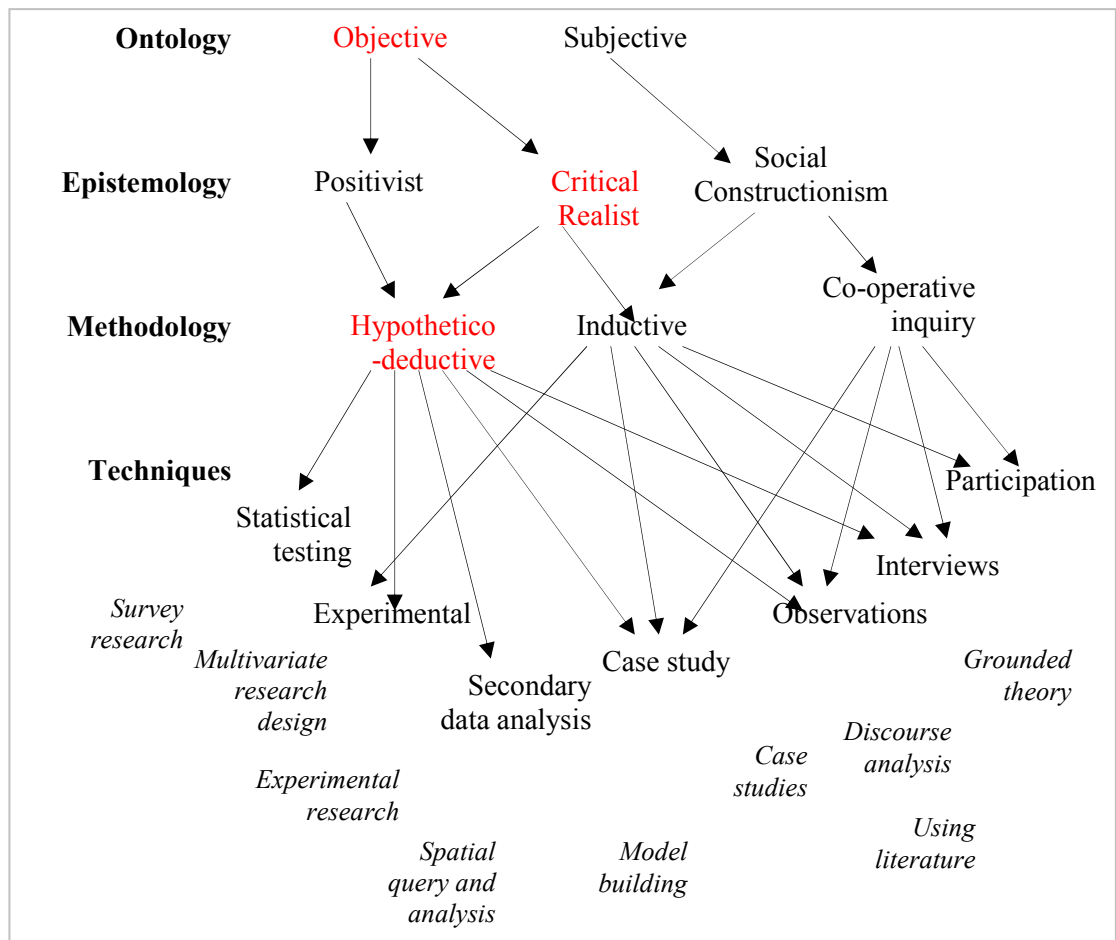 Ontology
Objective
Subjective
Epistemology
Positivist
Critical
Realist
Social
Constructionism
Methodology
Hypothetico
-deductive
Inductive
Co-operative
inquiry
Techniques
Statistical
testing
Experimental
Secondary
data analysis
Case study
Observations
Interviews
Participation
Survey
research
Multivariate
research
design
Experimental
research
Spatial
query and
analysis
Model
building
Case
studies
Discourse
analysis
Using
literature
Grounded
theory